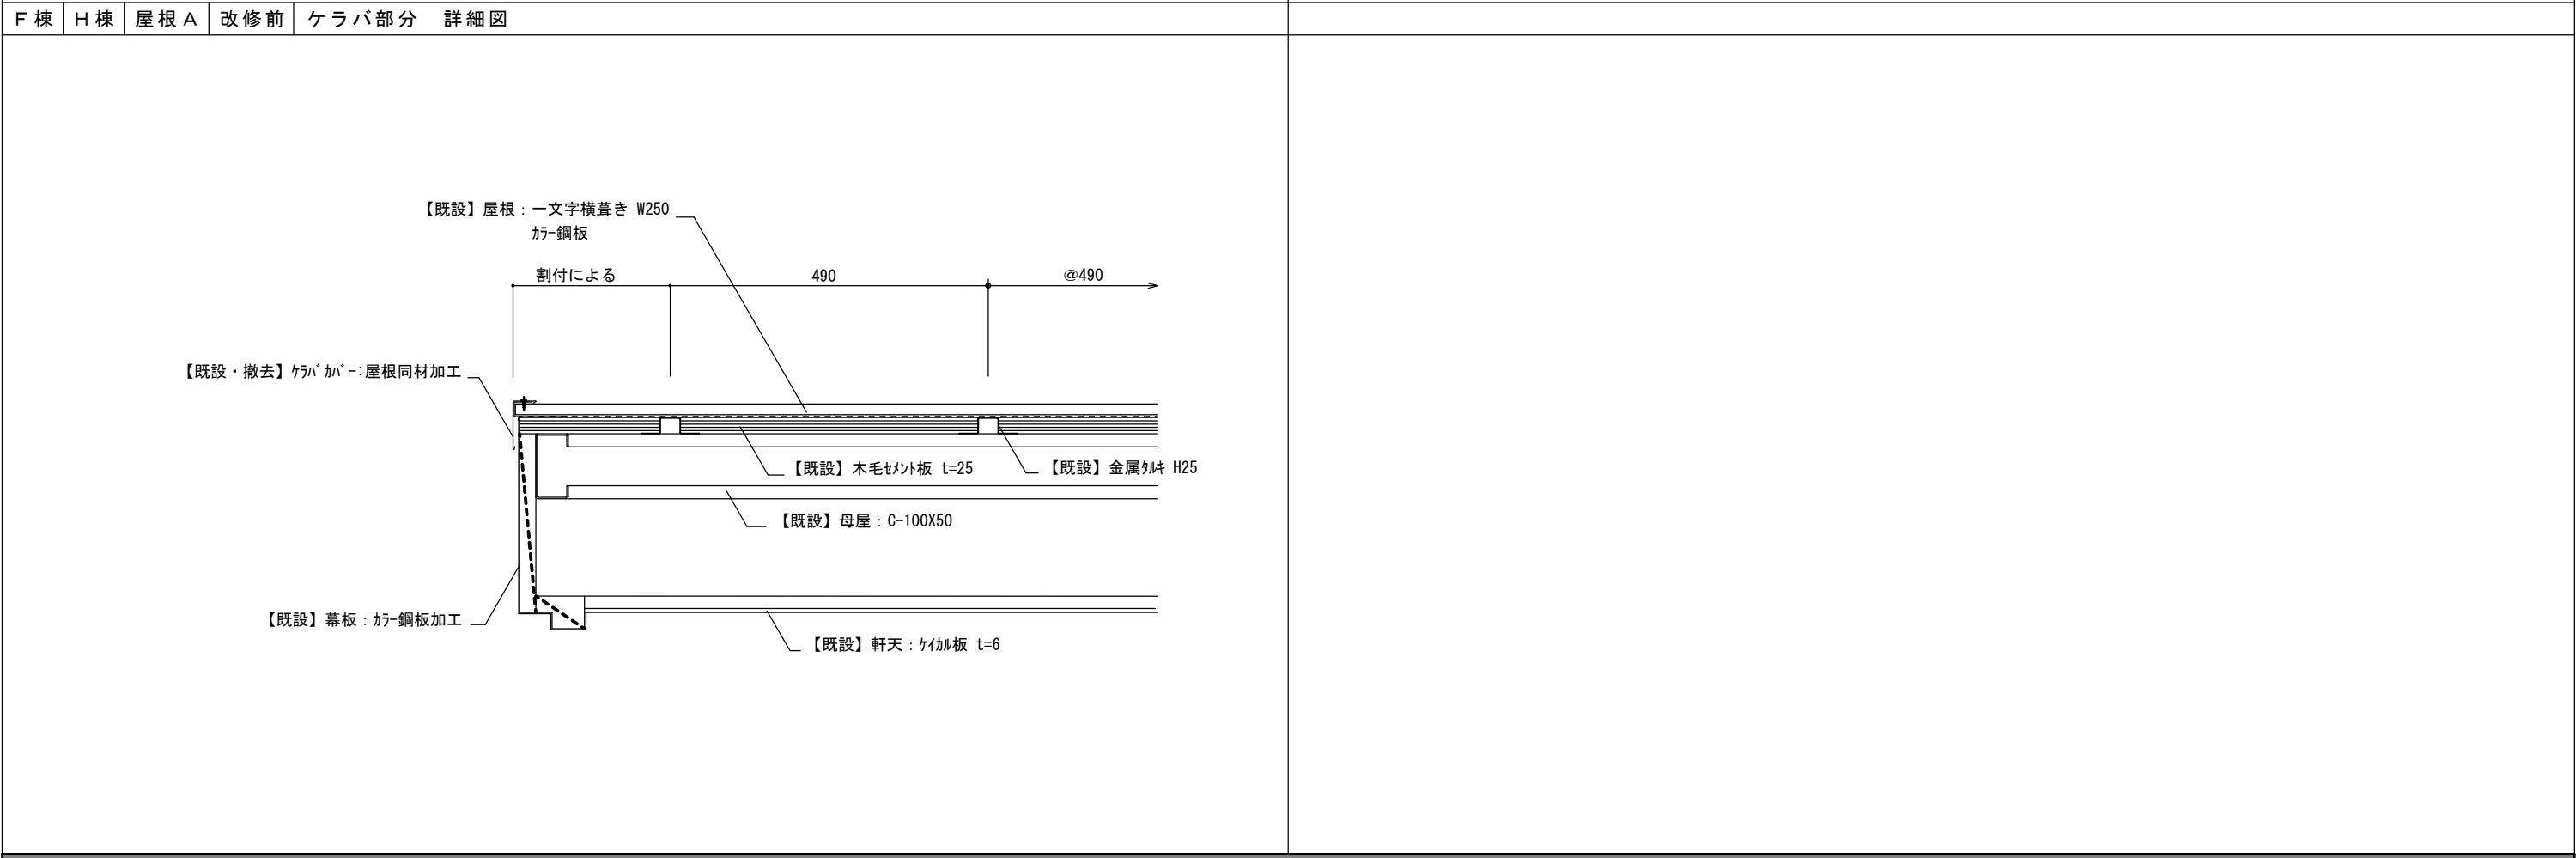 F棟 H棟 屋根A 改修前 ケラバ部分 詳細図
【既設】屋根：一文字横葺き W250
ｶﾗｰ鋼板
割付による 490 @490
【既設・撤去】ｹﾗﾊﾞｶﾊﾞｰ:屋根同材加工
【既設】木毛ｾﾒﾝﾄ板 t=25 【既設】金属ﾀﾙｷ H25
【既設】母屋：C-100X50
【既設】幕板：ｶﾗｰ鋼板加工
【既設】軒天：ｹｲｶﾙ板 t=6